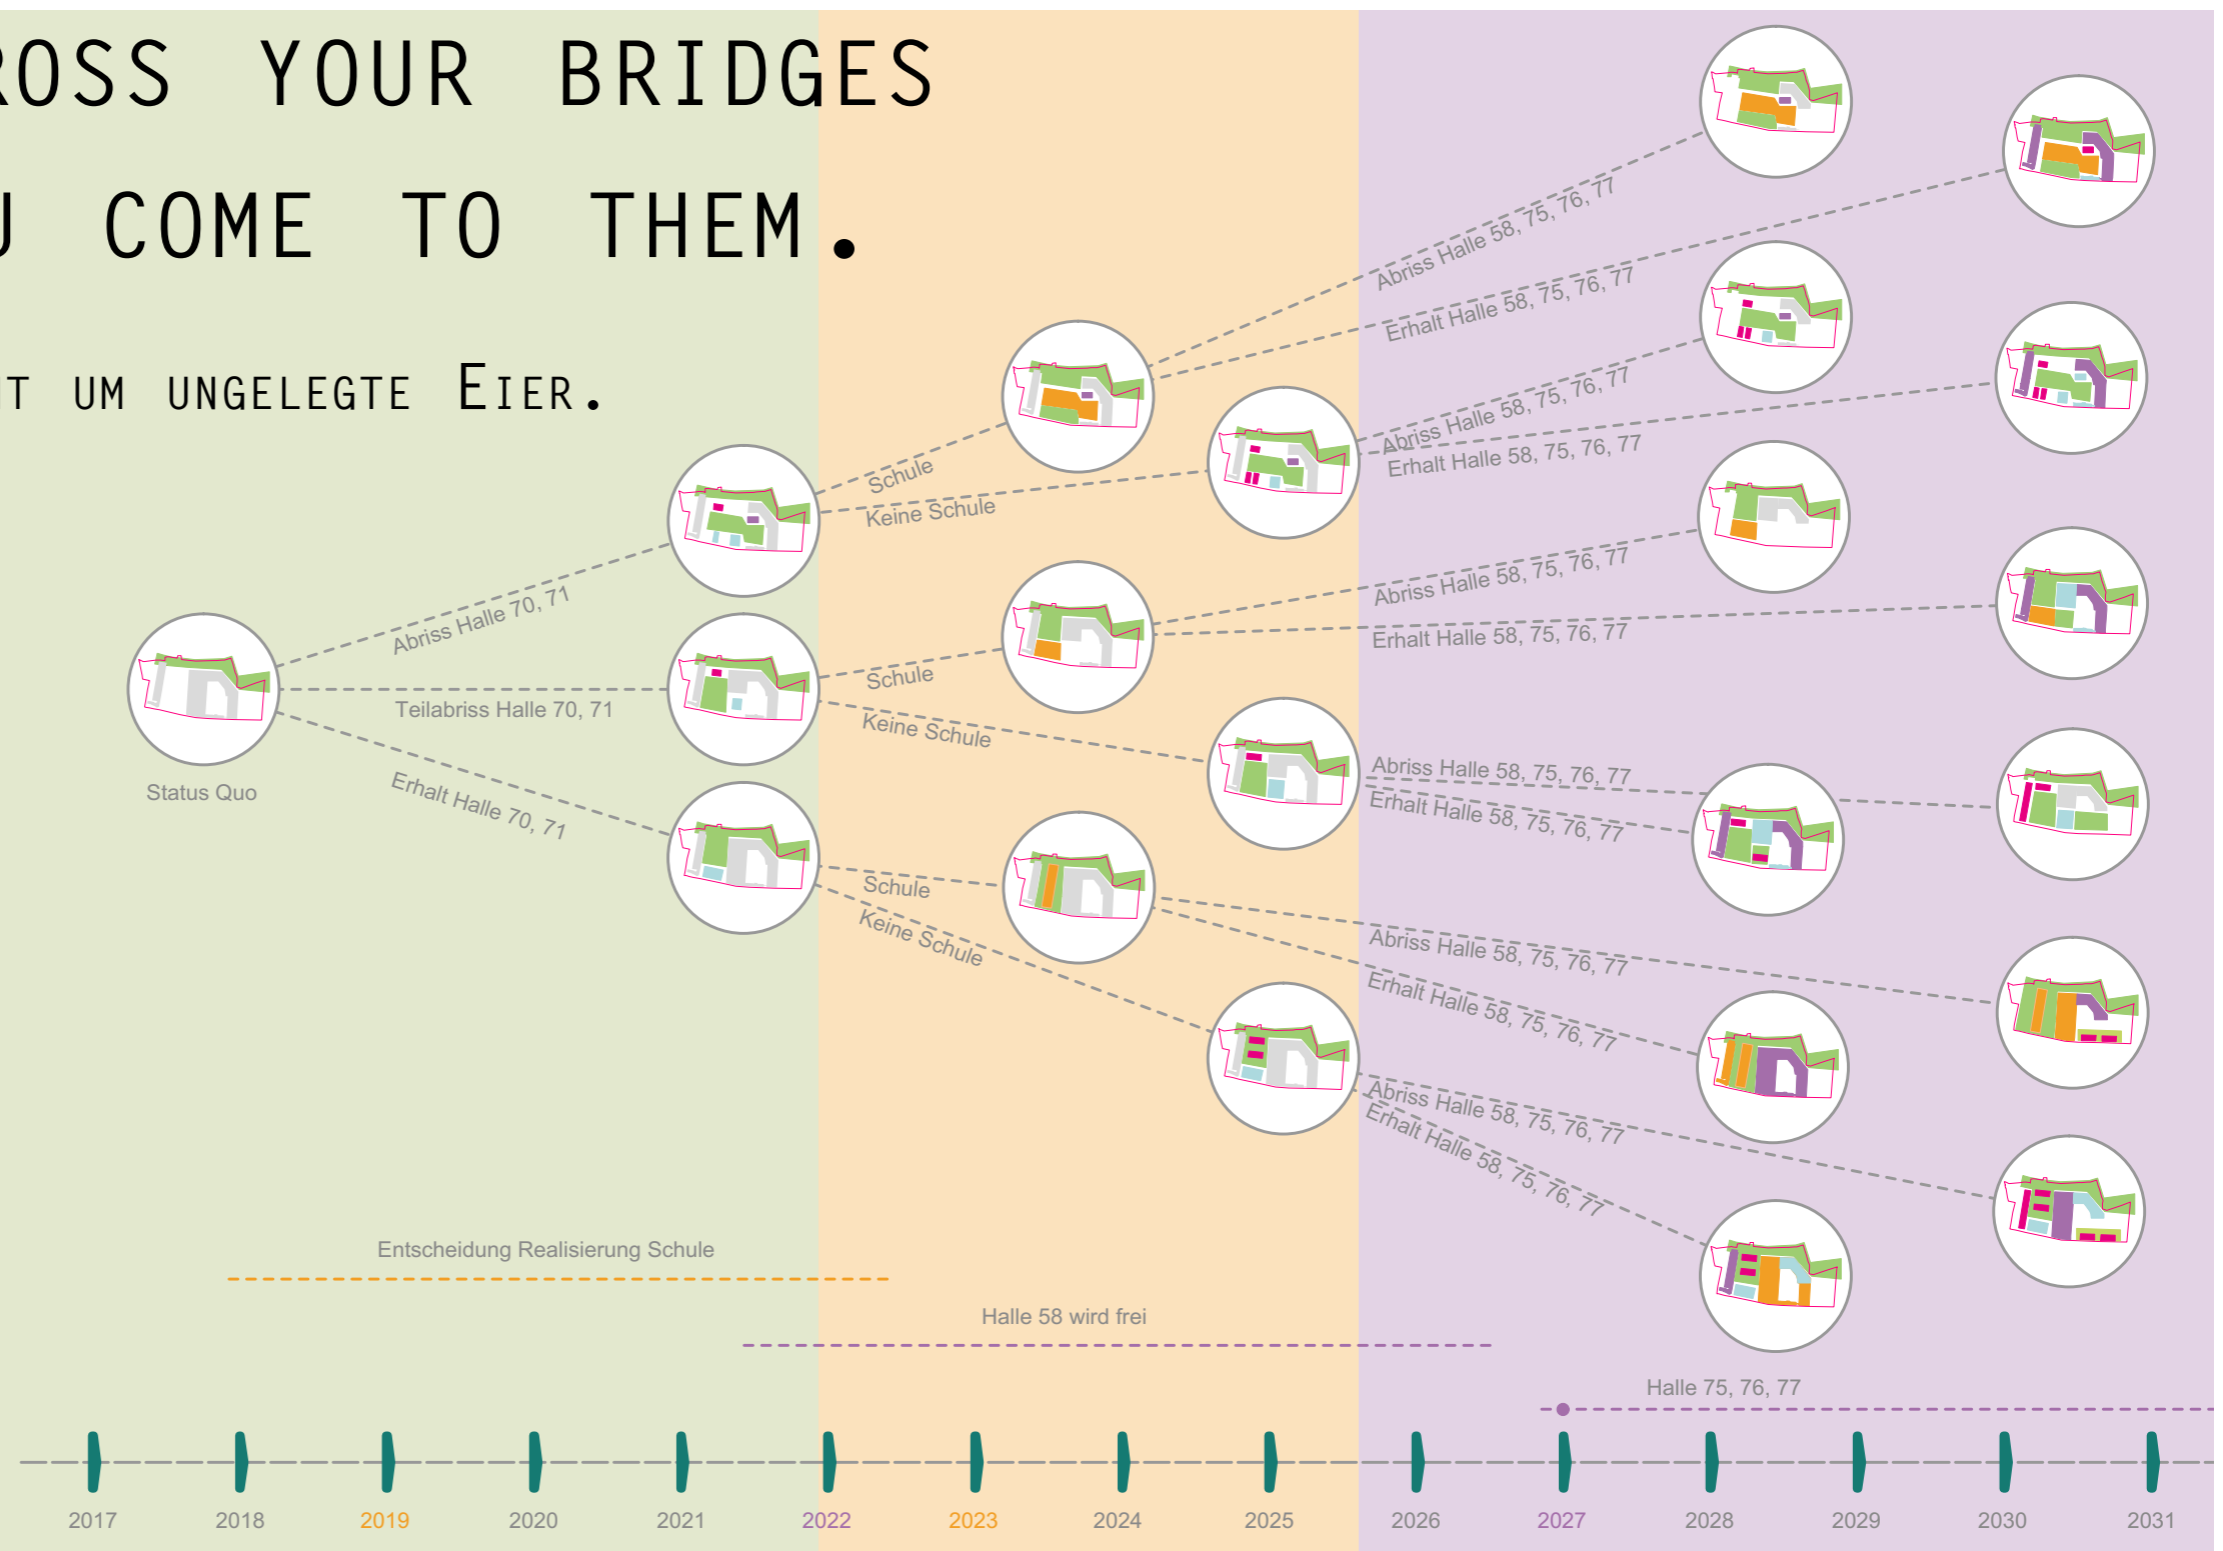 ROSS YOUR BRIDGES
U COME TO THEM.
HT UM UNGELEGTE EIER.
Status Quo
Abriss Halle 70, 71
Teilabriss Halle 70, 71
Erhalt Halle 70, 71
Schule
Keine Schule
Schule
Keine Schule
Schule
Keine Schule
Abriss Halle 58, 75, 76, 77
Erhalt Halle 58, 75, 76, 77
Abriss Halle 58, 75, 76, 77
Erhalt Halle 58, 75, 76, 77
Abriss Halle 58, 75, 76, 77
Erhalt Halle 58, 75, 76, 77
Abriss Halle 58, 75, 76, 77
Erhalt Halle 58, 75, 76, 77
Abriss Halle 58, 75, 76, 77
Erhalt Halle 58, 75, 76, 77
Abriss Halle 58, 75, 76, 77
Erhalt Halle 58, 75, 76, 77
Entscheidung Realisierung Schule
Halle 58 wird frei
Halle 75, 76, 77
2017 2018 2019 2020 2021 2022 2023 2024 2025 2026 2027 2028 2029 2030 2031